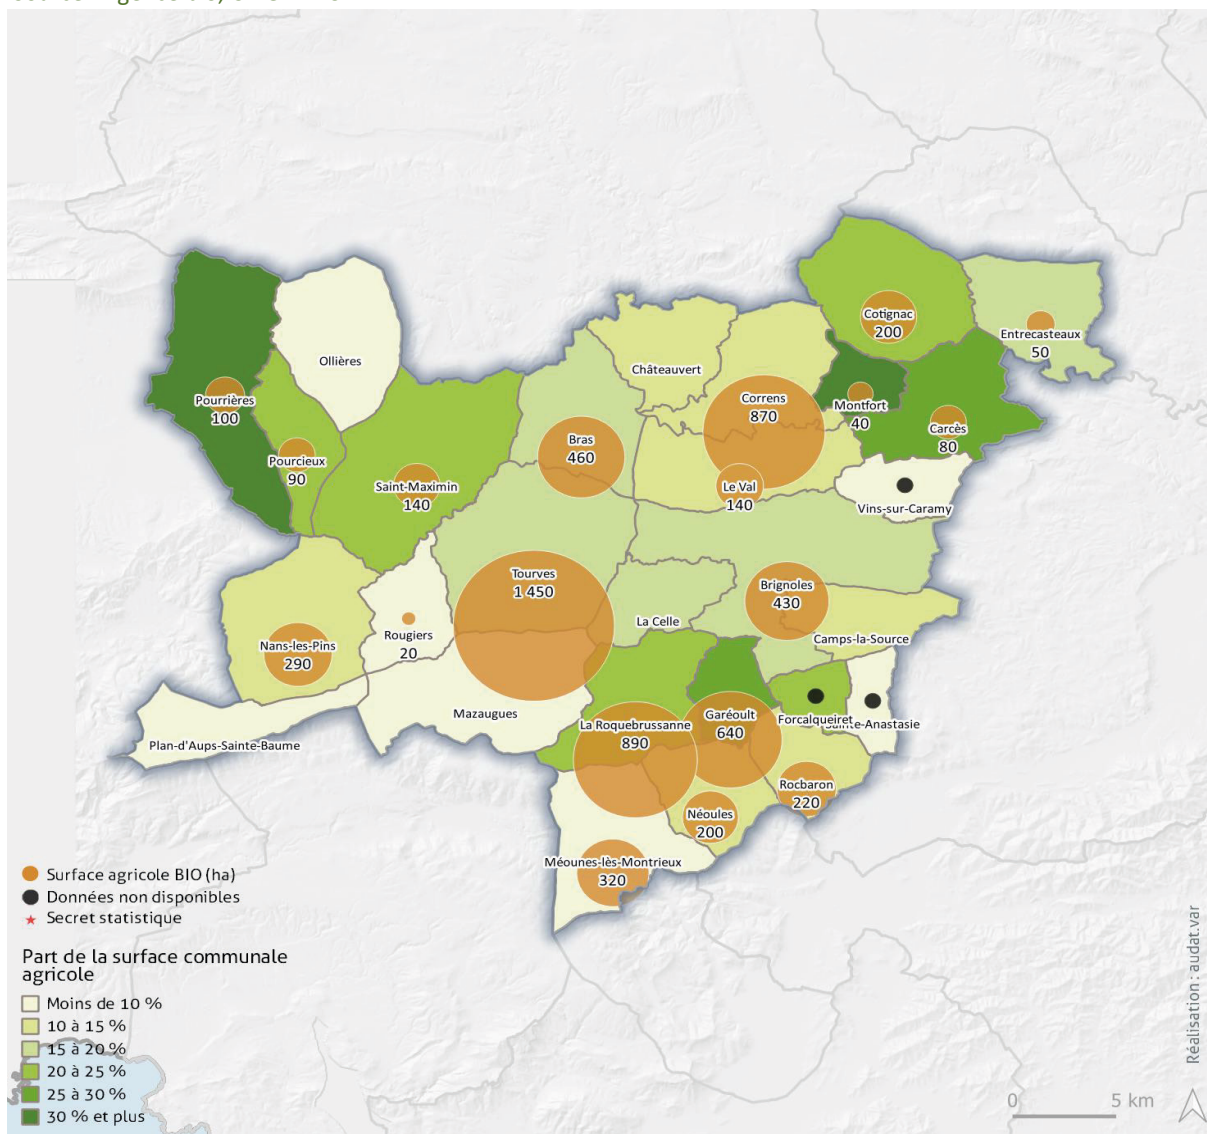 Cotignac
200
Entrecasteaux
50
Ollières
Châteauvert
Pourrières
100
Correns
870
Montfort
40
Carcès
80
Bras
460
Pourcieux
90
Saint-Maximin
140
Le Val
140
Vins-sur-Caramy
Tourves
1 450
Brignoles
430
La Celle
Camps-la-Source
Rougiers
20
Nans-les-Pins
290
Mazaugues
Plan-d'Aups-Sainte-Baume
La Roquebrussanne
890
Garéoult
640
Forcalqueiret
Sainte-Anastasie
Rocbaron
220
Néoules
200
Méounes-lès-Montrieux
320
Surface agricole BIO (ha)
Données non disponibles
Secret statistique
Part de la surface communale
agricole
Moins de 10 %
10 à 15 %
15 à 20 %
20 à 25 %
25 à 30 %
30 % et plus
0 5 km
Réalisation : audat.var